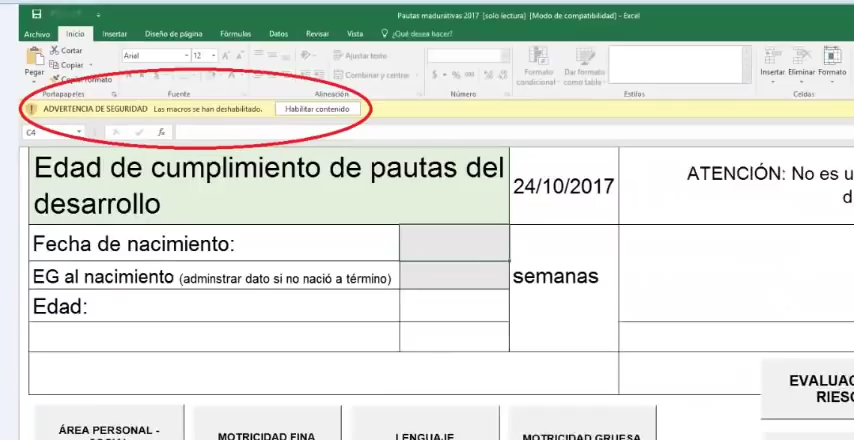 Pautas madurativas 2017 [solo lectura] [Modo de compatibilidad] - Excel
Archivo Inicio Insertar Diseño de página Fórmulas Datos Revisar Vista ¿Qué desea hacer?
Cortar
Copiar
Copiar formato
Pegar
Arial 12
Ajustar texto
Combinar y centrar
Formato condicional
Dar formato como tabla
Insertar Eliminar Formato
Portapapeles Fuente Alineación Número Estilos Celdas
ADVERTENCIA DE SEGURIDAD Las macros se han deshabilitado. Habilitar contenido
C4 fx
Edad de cumplimiento de pautas del
desarrollo
24/10/2017
ATENCIÓN: No es u
d
Fecha de nacimiento:
EG al nacimiento (adminstrar dato si no nació a término) semanas
Edad:
EVALUAC
RIESG
ÁREA PERSONAL -
MOTRICIDAD FINA
LENGUAJE
MOTRICIDAD GRUESA